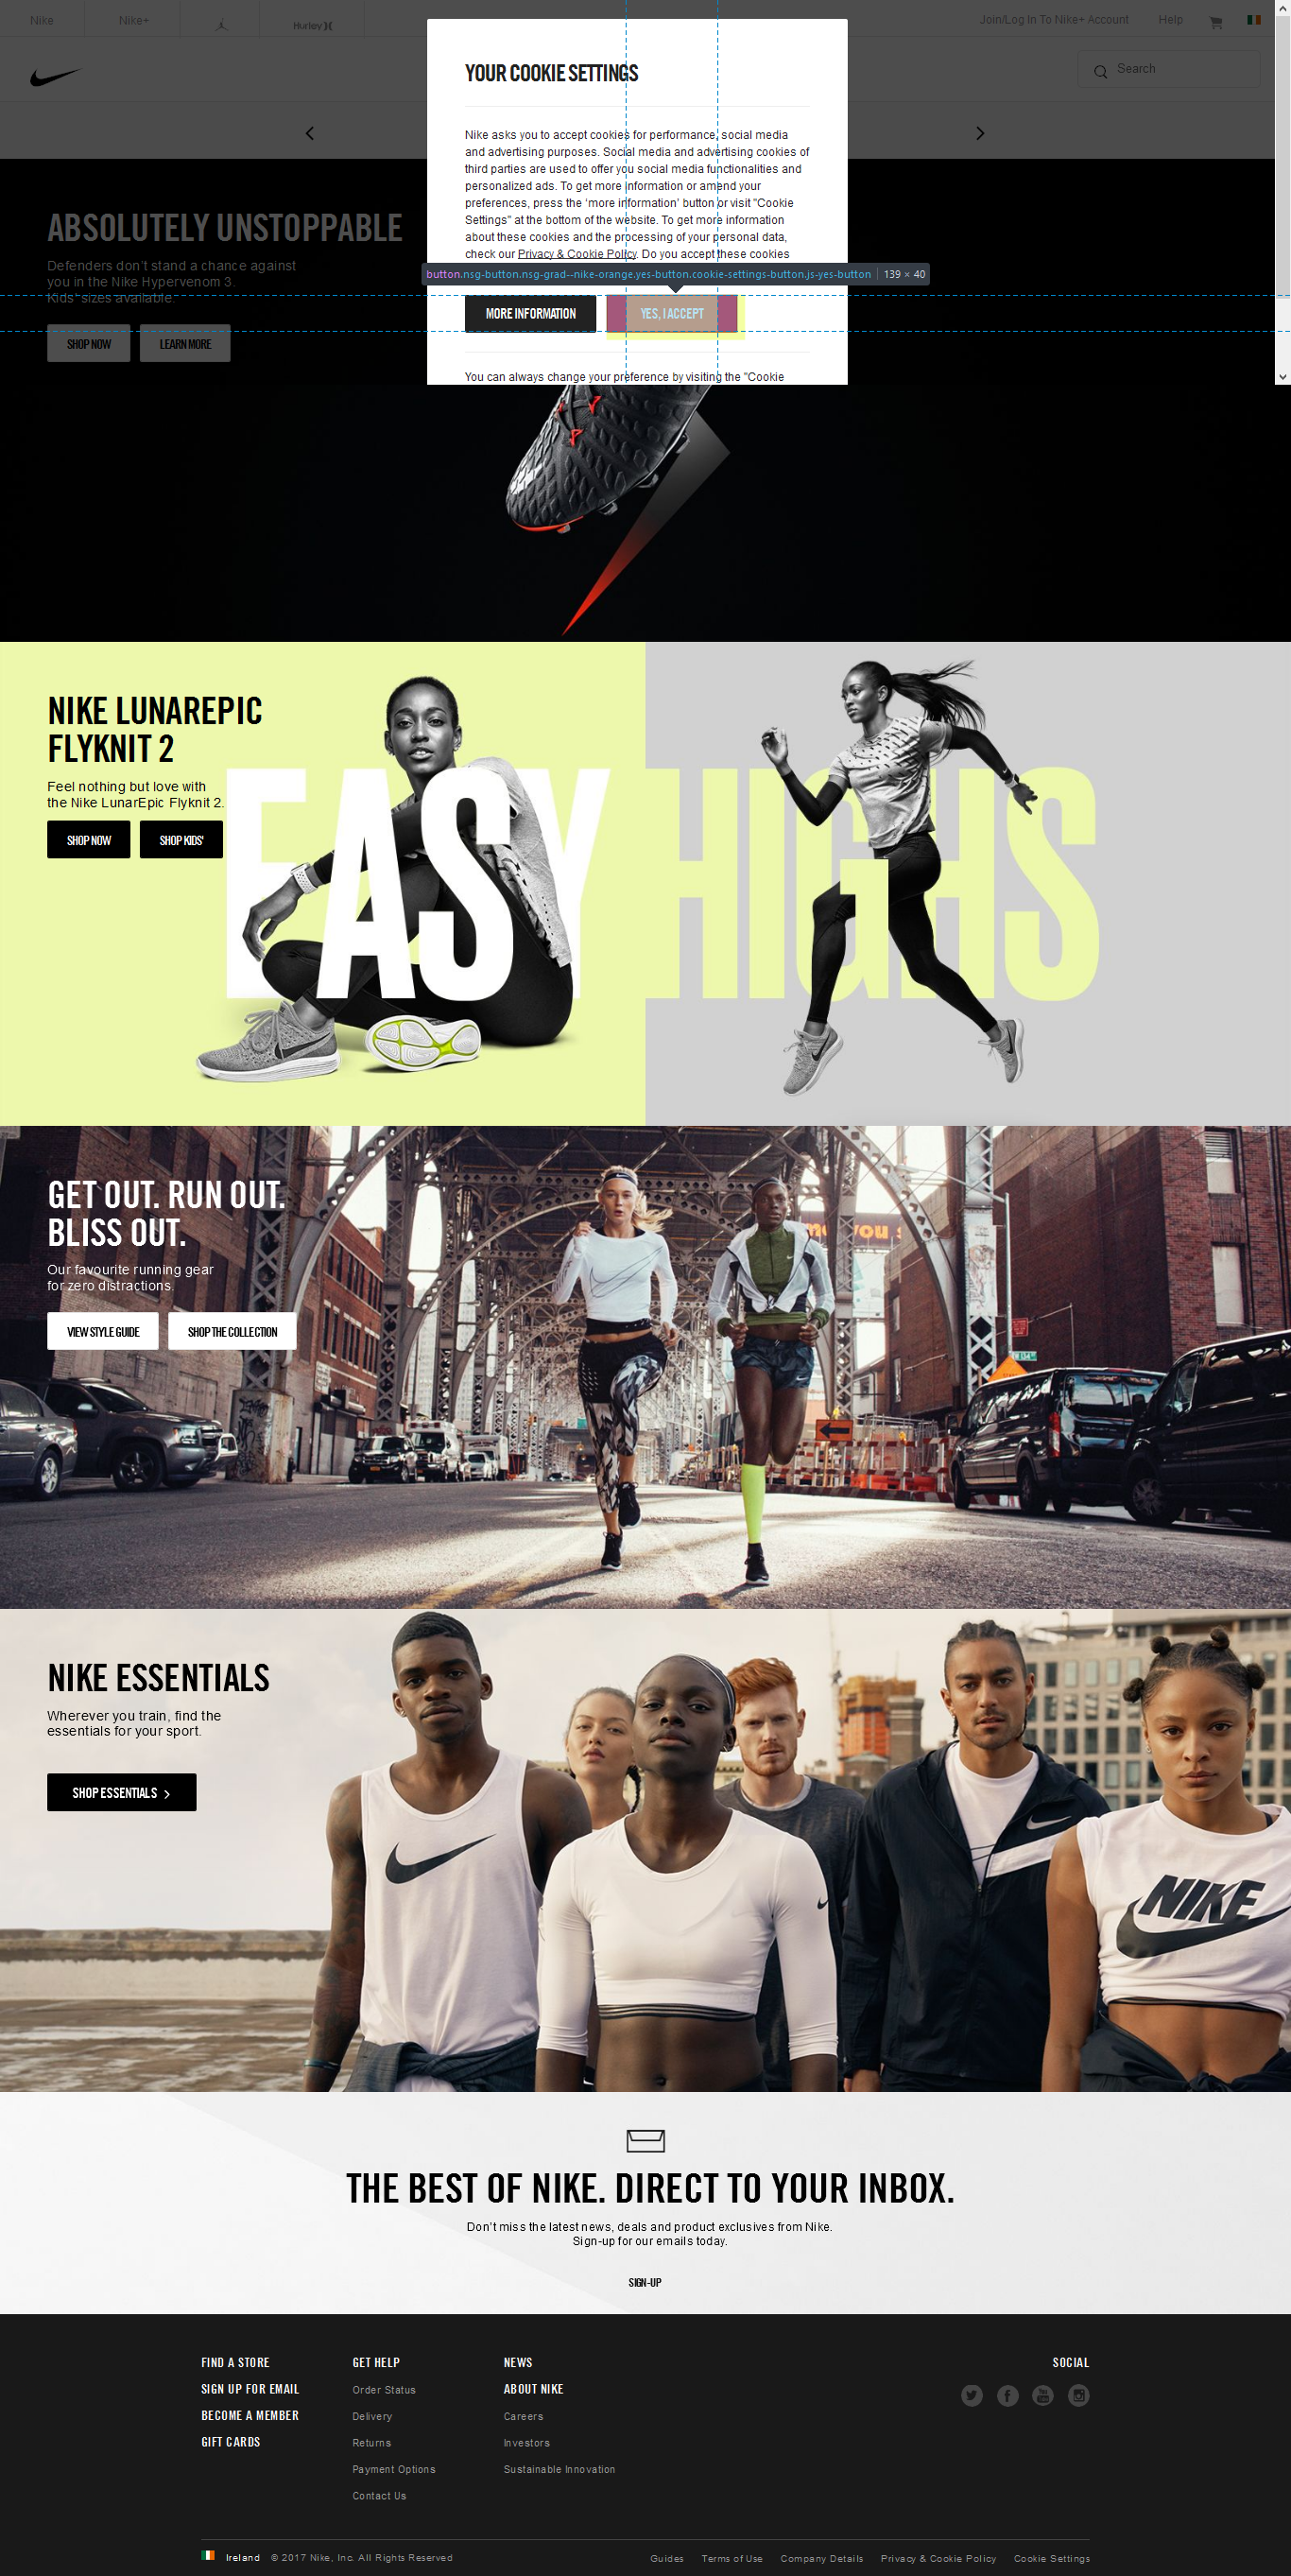 Nike
Nike+
Hurley
Join/Log In To Nike+ Account
Help
Search
YOUR COOKIE SETTINGS
Nike asks you to accept cookies for performance, social media
and advertising purposes. Social media and advertising cookies of
third parties are used to offer you social media functionalities and
personalized ads. To get more information or amend your
preferences, press the ‘more information’ button or visit "Cookie
Settings" at the bottom of the website. To get more information
about these cookies and the processing of your personal data,
check our Privacy & Cookie Policy. Do you accept these cookies
button.nsg-button.nsg-grad--nike-orange.yes-button.cookie-settings-button.js-yes-button 139 × 40
MORE INFORMATION
YES, I ACCEPT
You can always change your preference by visiting the "Cookie
ABSOLUTELY UNSTOPPABLE
Defenders don’t stand a chance against
you in the Nike Hypervenom 3.
Kids’ sizes available.
SHOP NOW
LEARN MORE
NIKE LUNAREPIC
FLYKNIT 2
Feel nothing but love with
the Nike LunarEpic Flyknit 2.
SHOP NOW
SHOP KIDS'
EASY HIGHS
GET OUT. RUN OUT.
BLISS OUT.
Our favourite running gear
for zero distractions.
VIEW STYLE GUIDE
SHOP THE COLLECTION
NIKE ESSENTIALS
Wherever you train, find the
essentials for your sport.
SHOP ESSENTIALS
NIKE
THE BEST OF NIKE. DIRECT TO YOUR INBOX.
Don’t miss the latest news, deals and product exclusives from Nike.
Sign-up for our emails today.
SIGN-UP
FIND A STORE
SIGN UP FOR EMAIL
BECOME A MEMBER
GIFT CARDS
GET HELP
Order Status
Delivery
Returns
Payment Options
Contact Us
NEWS
ABOUT NIKE
Careers
Investors
Sustainable Innovation
SOCIAL
You
Tube
Ireland
© 2017 Nike, Inc. All Rights Reserved
Guides
Terms of Use
Company Details
Privacy & Cookie Policy
Cookie Settings